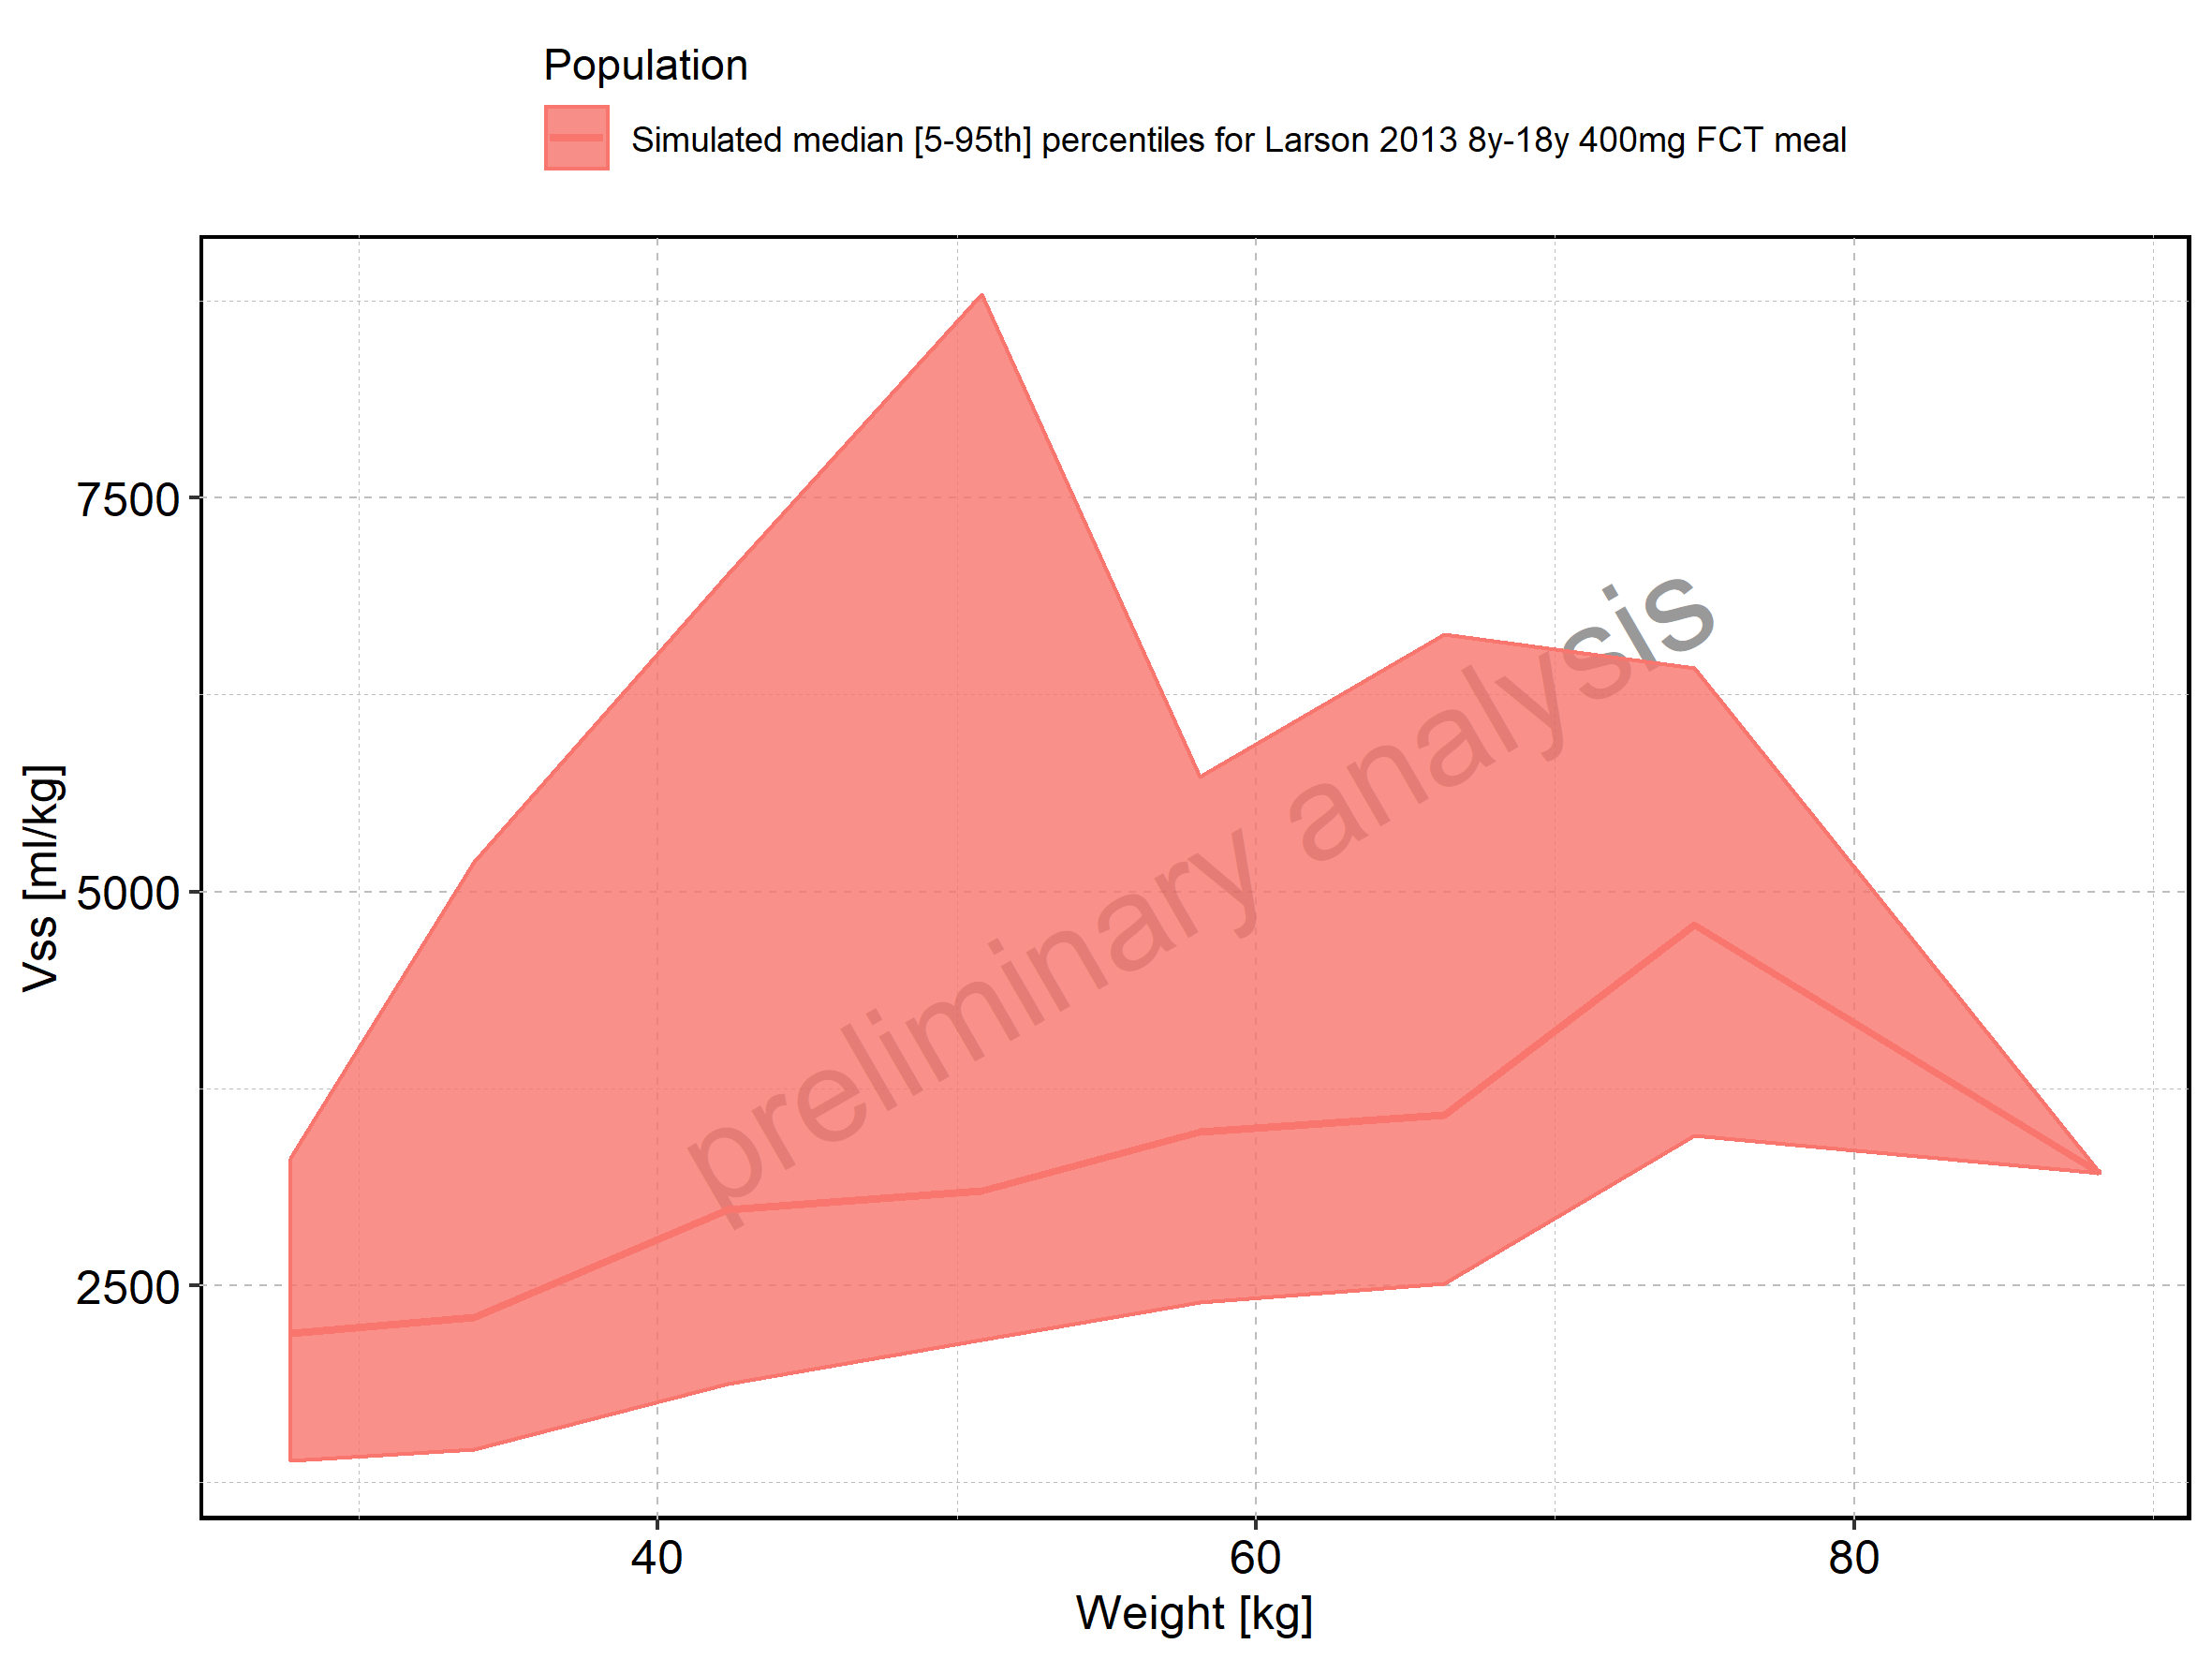 Population
Simulated median [5-95th] percentiles for Larson 2013 8y-18y 400mg FCT meal
7500
5000
2500
Vss [ml/kg]
preliminary analysis
40 60 80
Weight [kg]